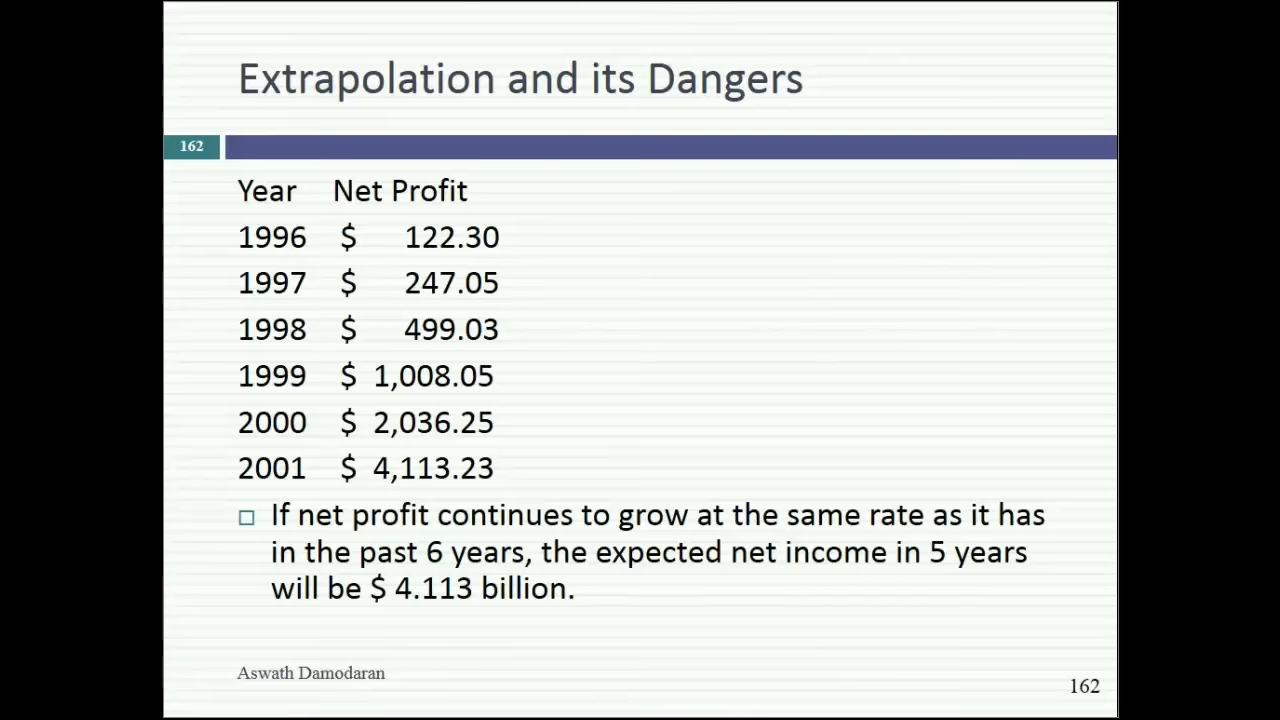 Extrapolation and its Dangers
162
Year Net Profit
1996 $ 122.30
1997 $ 247.05
1998 $ 499.03
1999 $ 1,008.05
2000 $ 2,036.25
2001 $ 4,113.23
If net profit continues to grow at the same rate as it has
in the past 6 years, the expected net income in 5 years
will be $ 4.113 billion.
Aswath Damodaran
162